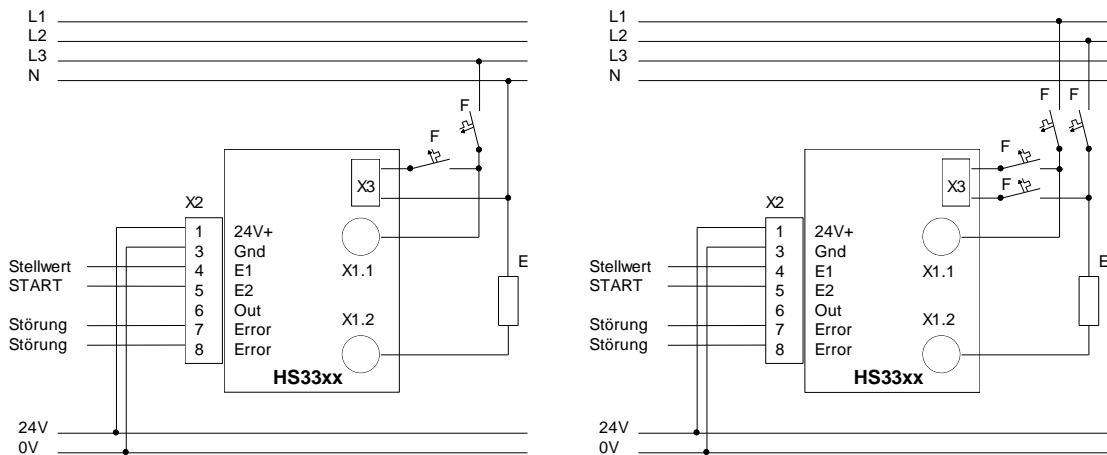 L1
L2
L3
N
F
F
X3
X2
1 24V+
3 Gnd
4 E1
5 E2
6 Out
7 Error
8 Error
Stellwert
START
Störung
Störung
X1.1
X1.2
E
HS33xx
24V
0V
L1
L2
L3
N
F F
F
F
X3
X2
1 24V+
3 Gnd
4 E1
5 E2
6 Out
7 Error
8 Error
Stellwert
START
Störung
Störung
X1.1
X1.2
E
HS33xx
24V
0V